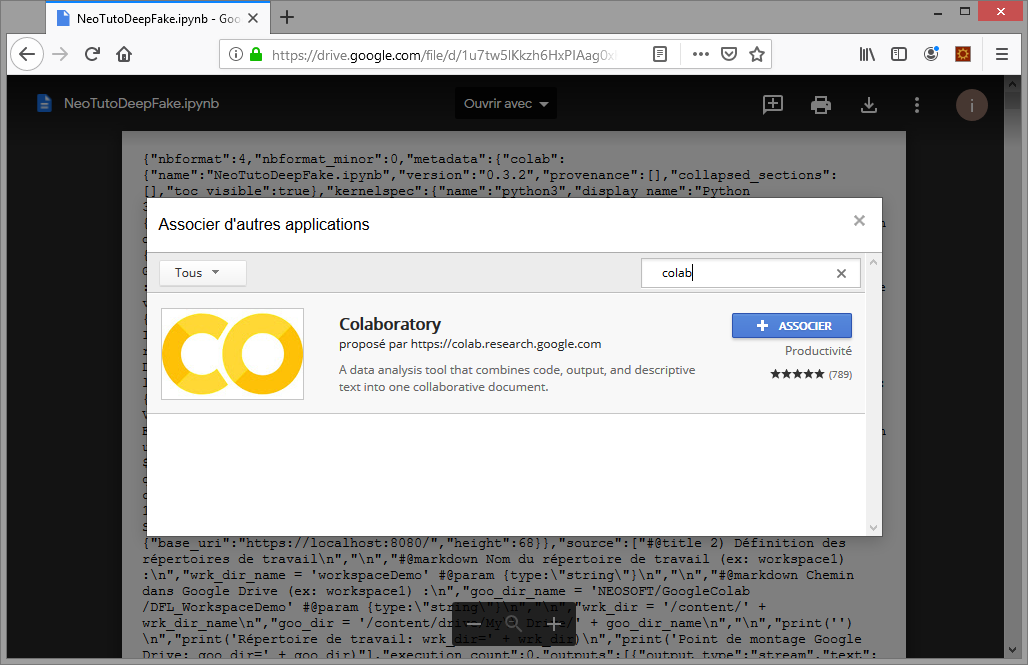 NeoTutoDeepFake.ipynb - Goo
https://drive.google.com/file/d/1u7tw5lKkzh6HxPIAag0x
NeoTutoDeepFake.ipynb
Ouvrir avec
i
{"nbformat":4,"nbformat_minor":0,"metadata":{"colab":
{"name":"NeoTutoDeepFake.ipynb","version":"0.3.2","provenance":[],"collapsed_sections":
[],"toc_visible":true},"kernelspec":{"name":"python3","display_name":"Python
Associer d'autres applications
Tous
colab
Colaboratory
proposé par https://colab.research.google.com
A data analysis tool that combines code, output, and descriptive
text into one collaborative document.
ASSOCIER
Productivité
(789)
{"base_uri":"https://localhost:8080/","height":68}},"source":["#@title 2) Définition des
répertoires de travail\n","\n","#@markdown Nom du répertoire de travail (ex: workspace1)
:\n","wrk_dir_name = 'workspaceDemo' #@param {type:\"string\"}\n","\n","#@markdown Chemin
dans Google Drive (ex: workspace1) :\n","goo_dir_name = 'NEOSOFT/GoogleColab
/DFL_WorkspaceDemo' #@param {type:\"string\"}\n","\n","wrk_dir = '/content/' +
wrk_dir_name\n","goo_dir = '/content/drive/My Drive/' + goo_dir_name\n","\n","print('')
\n","print('Répertoire de travail: wrk_dir=' + wrk_dir)\n","print('Point de montage Google
Drive: goo_dir=' + goo_dir)"],"execution_count":0,"outputs":[{"output_type":"stream","text":